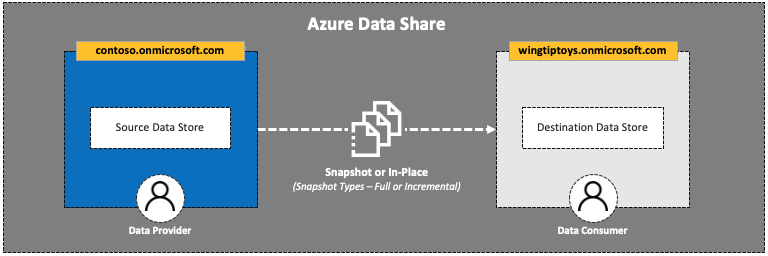 Azure Data Share
contoso.onmicrosoft.com
wingtiptoys.onmicrosoft.com
Source Data Store
Destination Data Store
Snapshot or In-Place
(Snapshot Types – Full or Incremental)
Data Provider
Data Consumer